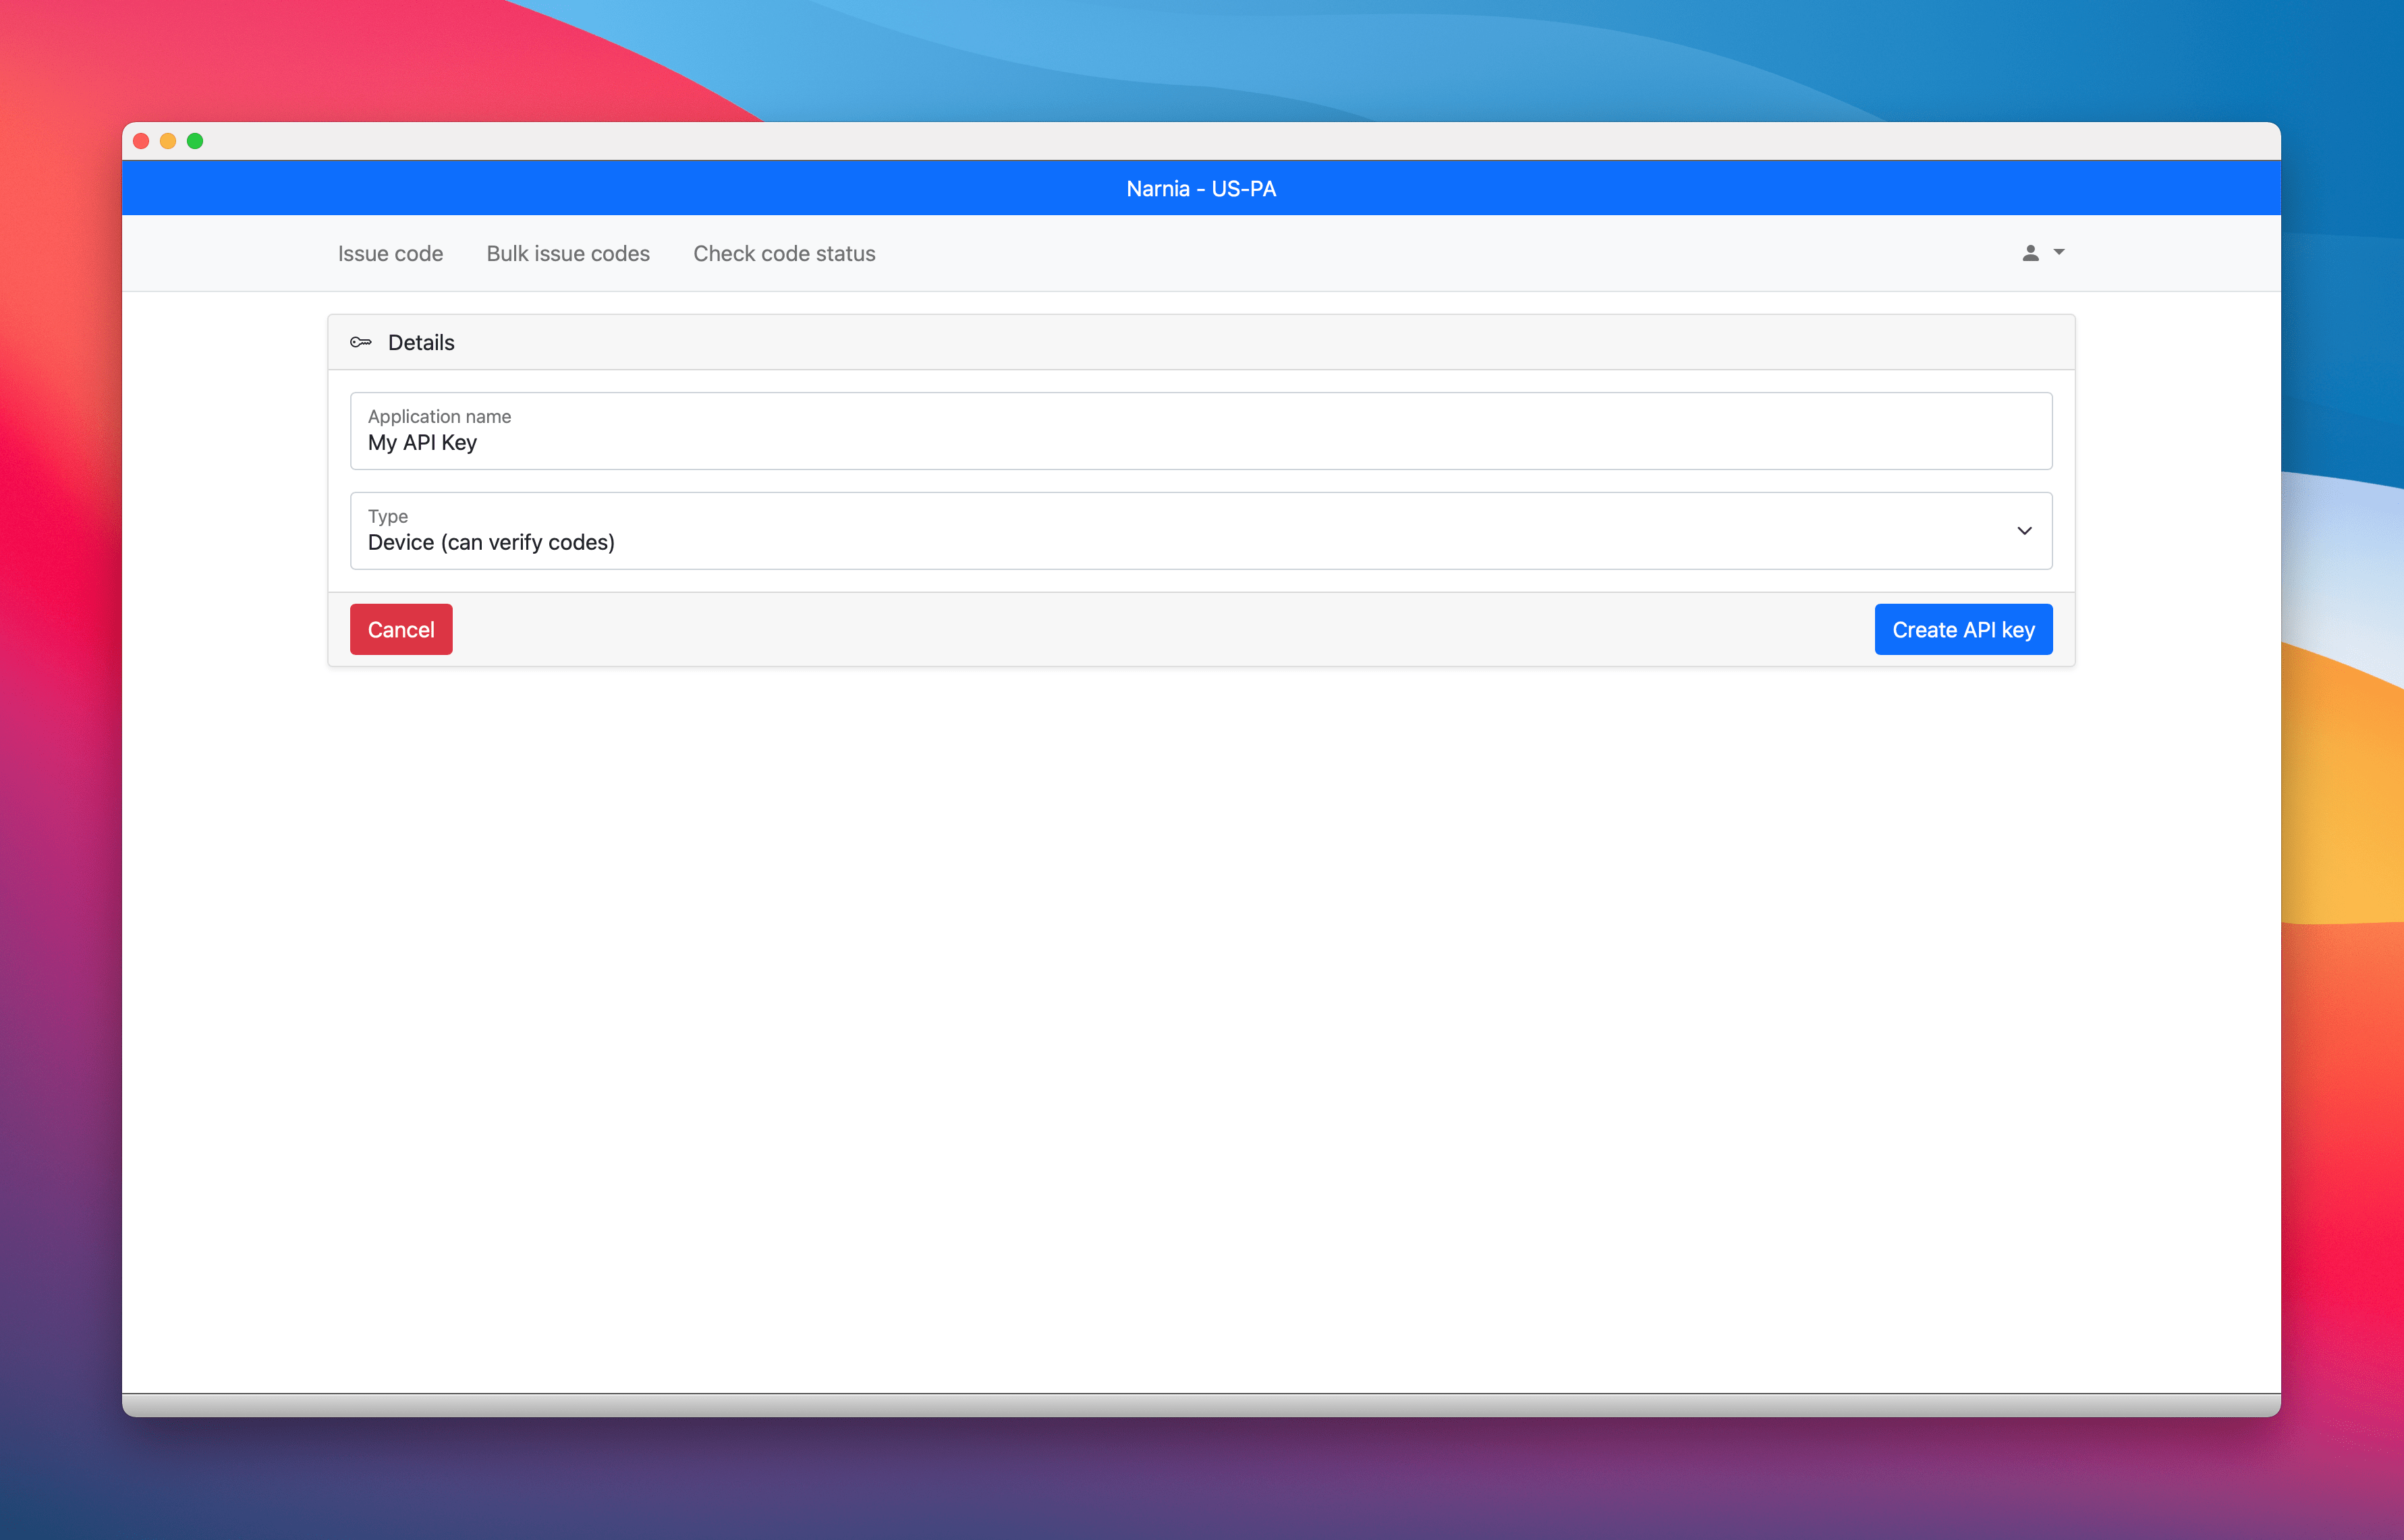 Narnia - US-PA
Issue code Bulk issue codes Check code status
Details
Application name
My API Key
Type
Device (can verify codes)
Cancel Create API key